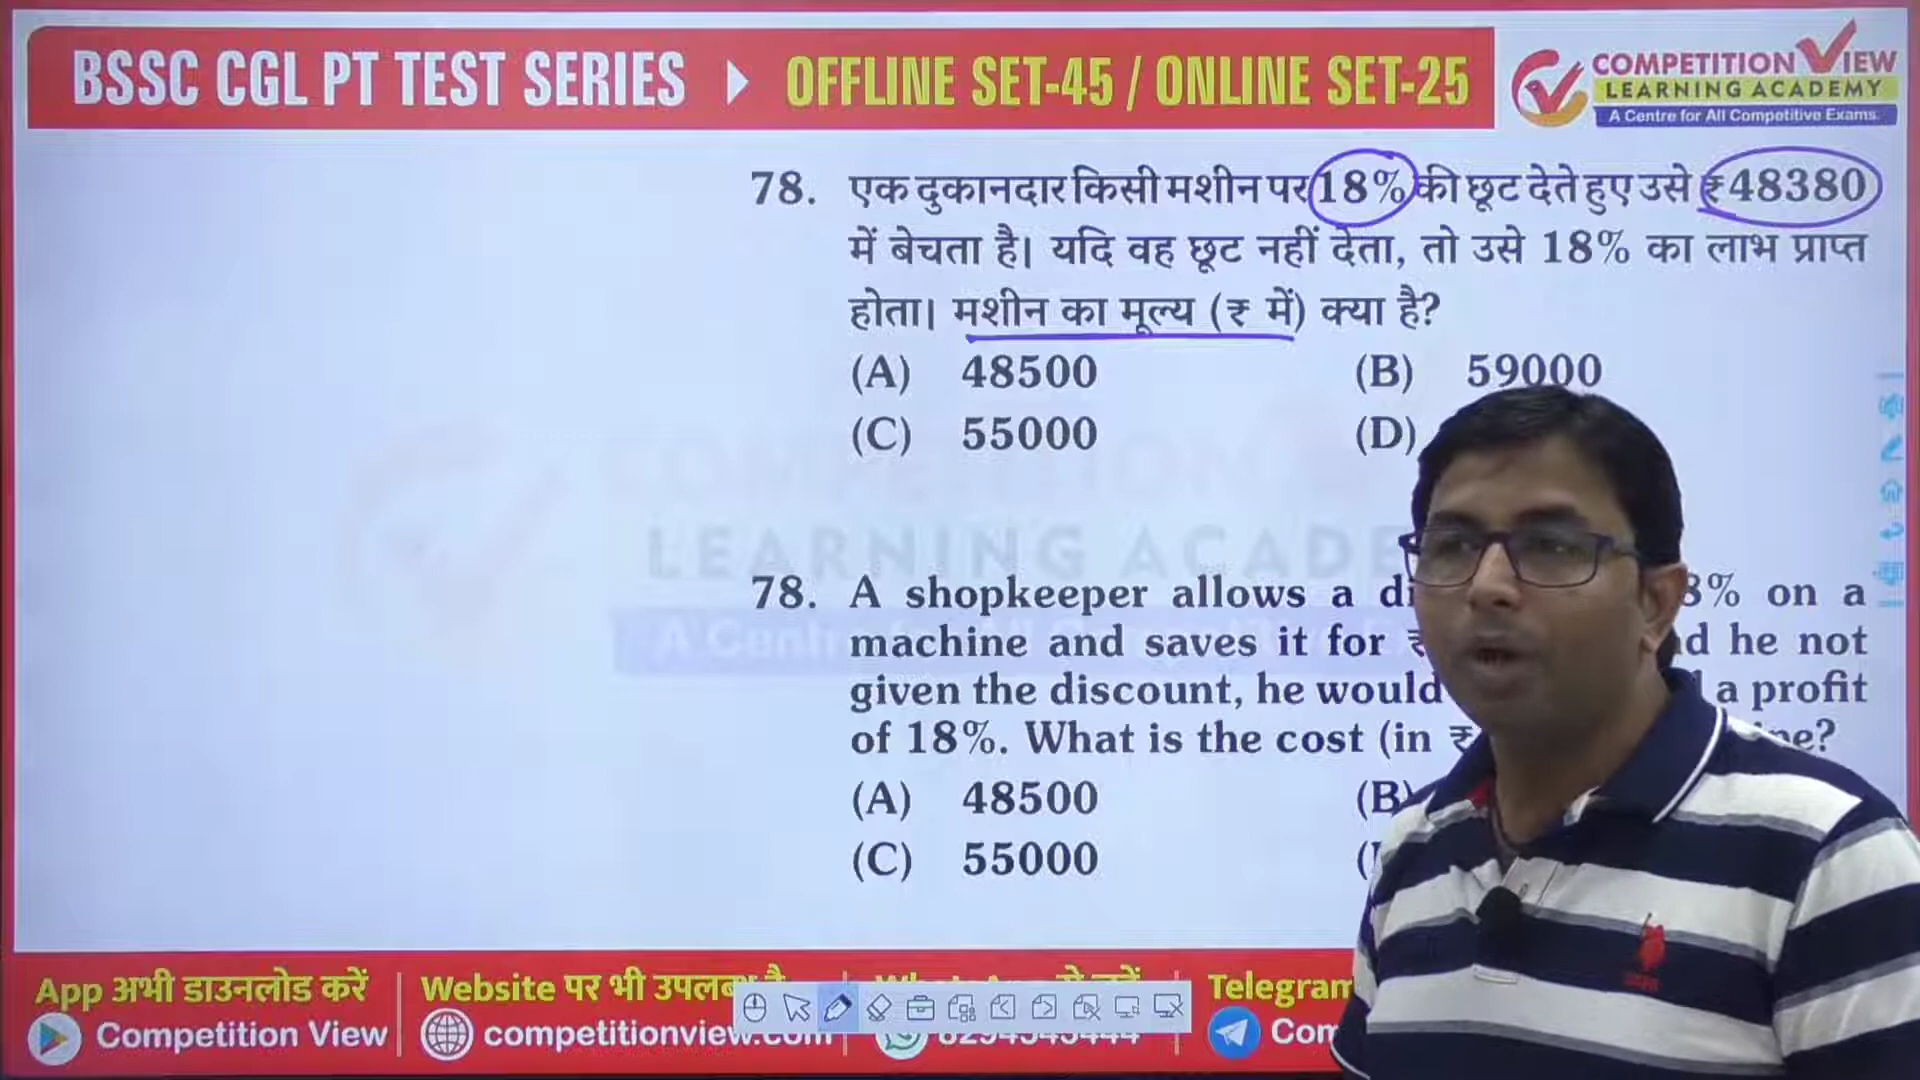 BSSC CGL PT TEST SERIES OFFLINE SET-45 / ONLINE SET-25
COMPETITION VIEW
LEARNING ACADEMY
A Centre for All Competitive Exams.
78. एक दुकानदार किसी मशीन पर 18% की छूट देते हुए उसे ₹48380
में बेचता है। यदि वह छूट नहीं देता, तो उसे 18% का लाभ प्राप्त
होता। मशीन का मूल्य (₹ में) क्या है?
(A) 48500 (B) 59000
(C) 55000 (D)
LEARNING
78. A shopkeeper allows a 8% on a
machine and saves it for ₹ he not
given the discount, he would a profit
of 18%. What is the cost (in ₹
(A) 48500 (B)
(C) 55000
App अभी डाउनलोड करें Website पर भी Telegram
Competition View competitionview.com